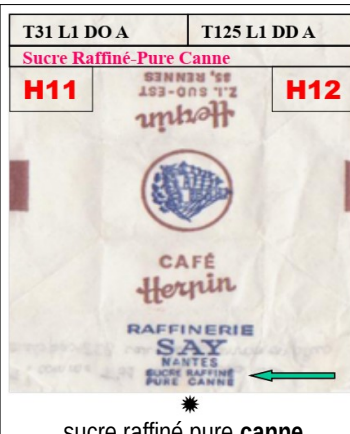 T31 L1 DO A T125 L1 DD A
Sucre Raffiné-Pure Canne
H11 H12
35, RENNES
Z.I. SUD-EST
Herpin
CAFÉ
Herpin
RAFFINERIE
SAY
NANTES
SUCRE RAFFINÉ
PURE CANNE
sucre raffiné pure canne